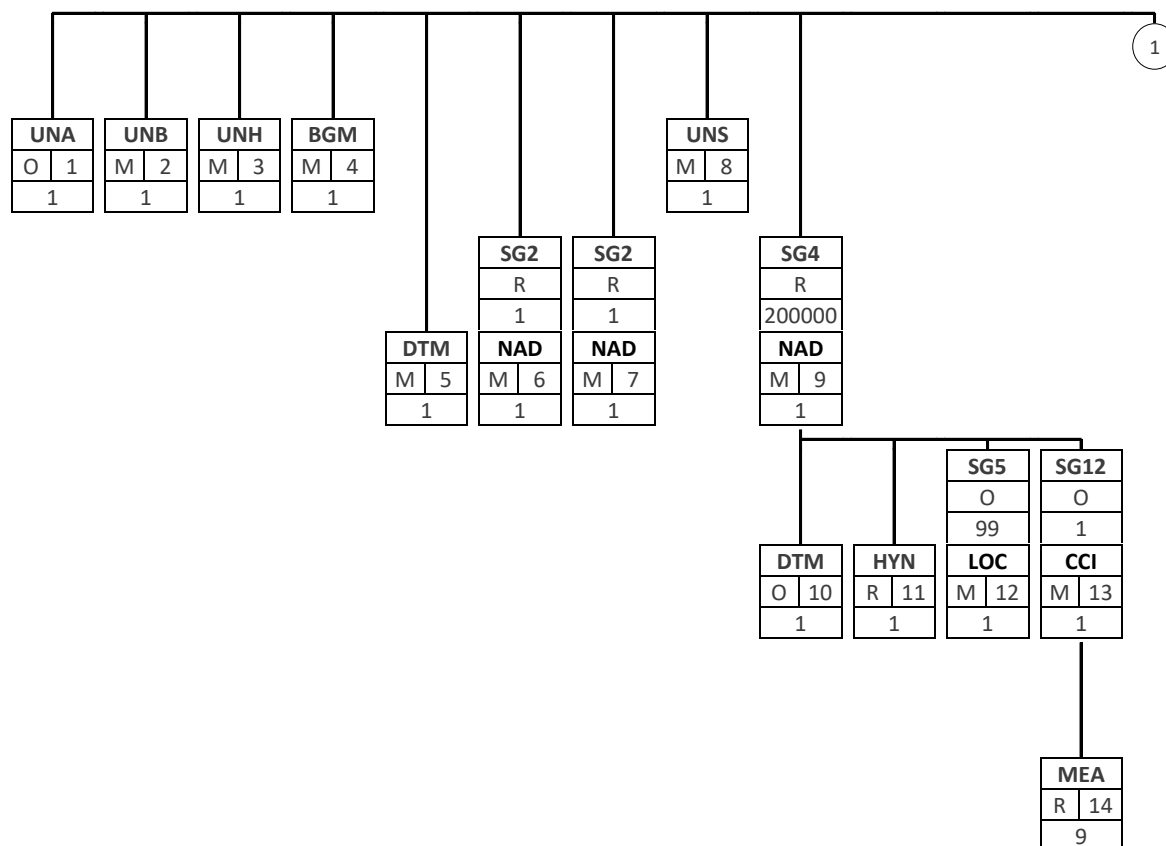 1
UNA UNB UNH BGM UNS
O 1 M 2 M 3 M 4 M 8
1 1 1 1 1
SG2 SG2 SG4
R R R
1 1 200000
DTM NAD NAD NAD
M 5 M 6 M 7 M 9
1 1 1 1
SG5 SG12
O O
99 1
DTM HYN LOC CCI
O 10 R 11 M 12 M 13
1 1 1 1
MEA
R 14
9